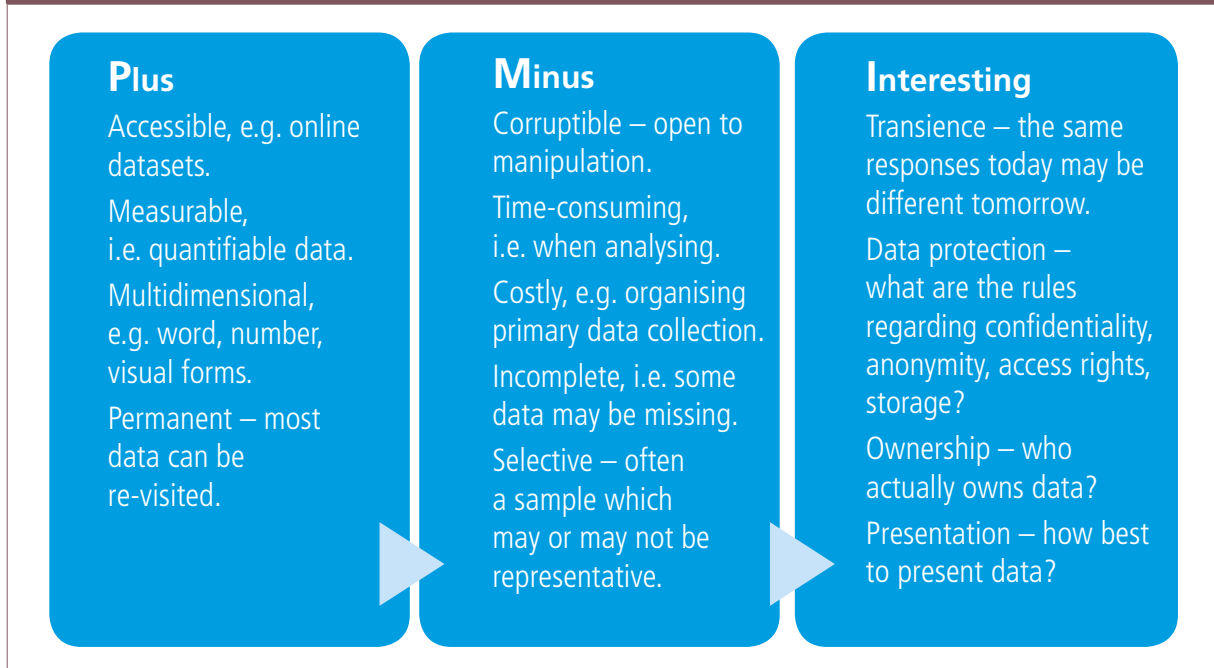 Plus
Accessible, e.g. online
datasets.
Measurable,
i.e. quantifiable data.
Multidimensional,
e.g. word, number,
visual forms.
Permanent – most
data can be
re-visited.
Minus
Corruptible – open to
manipulation.
Time-consuming,
i.e. when analysing.
Costly, e.g. organising
primary data collection.
Incomplete, i.e. some
data may be missing.
Selective – often
a sample which
may or may not be
representative.
Interesting
Transience – the same
responses today may be
different tomorrow.
Data protection –
what are the rules
regarding confidentiality,
anonymity, access rights,
storage?
Ownership – who
actually owns data?
Presentation – how best
to present data?